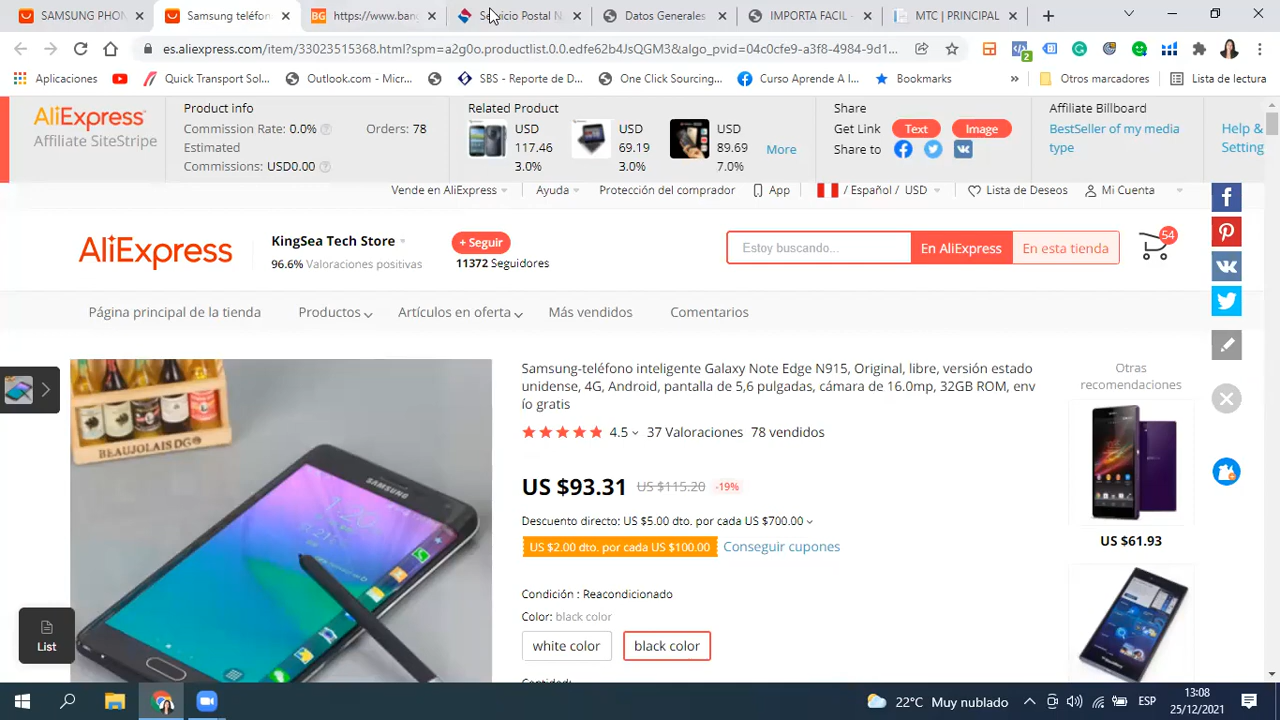 SAMSUNG PHON
Samsung teléfon
https://www.bang
Servicio Postal N
Datos Generales
IMPORTA FACIL -
MTC | PRINCIPAL
es.aliexpress.com/item/33023515368.html?spm=a2g0o.productlist.0.0.edfe62b4JsQGM3&algo_pvid=04c0cfe9-a3f8-4984-9d1...
Aplicaciones
Quick Transport Sol...
Outlook.com - Micr...
SBS - Reporte de D...
One Click Sourcing...
Curso Aprende A I...
Bookmarks
»
Otros marcadores
Lista de lectura
AliExpress
Affiliate SiteStripe
Product info
Commission Rate: 0.0%
Orders: 78
Estimated
Commissions: USD0.00
Related Product
USD
117.46
3.0%
USD
69.19
3.0%
USD
89.69
7.0%
More
Share
Get Link
Text
Image
Share to
Affiliate Billboard
BestSeller of my media
type
Help &
Setting
Vende en AliExpress
Ayuda
Protección del comprador
App
/ Español / USD
Lista de Deseos
Mi Cuenta
AliExpress
KingSea Tech Store
96.6% Valoraciones positivas
+ Seguir
11372 Seguidores
Estoy buscando...
En AliExpress
En esta tienda
54
Página principal de la tienda
Productos
Artículos en oferta
Más vendidos
Comentarios
BEAUJOLAIS DG
SAMSUNG
List
Samsung-teléfono inteligente Galaxy Note Edge N915, Original, libre, versión estado
unidense, 4G, Android, pantalla de 5,6 pulgadas, cámara de 16.0mp, 32GB ROM, env
ío gratis
4.5
37 Valoraciones
78 vendidos
US $93.31
US $115.20
-19%
Descuento directo: US $5.00 dto. por cada US $700.00
US $2.00 dto. por cada US $100.00
Conseguir cupones
Condición : Reacondicionado
Color: black color
white color
black color
Otras
recomendaciones
US $61.93
22°C Muy nublado
ESP
13:08
25/12/2021